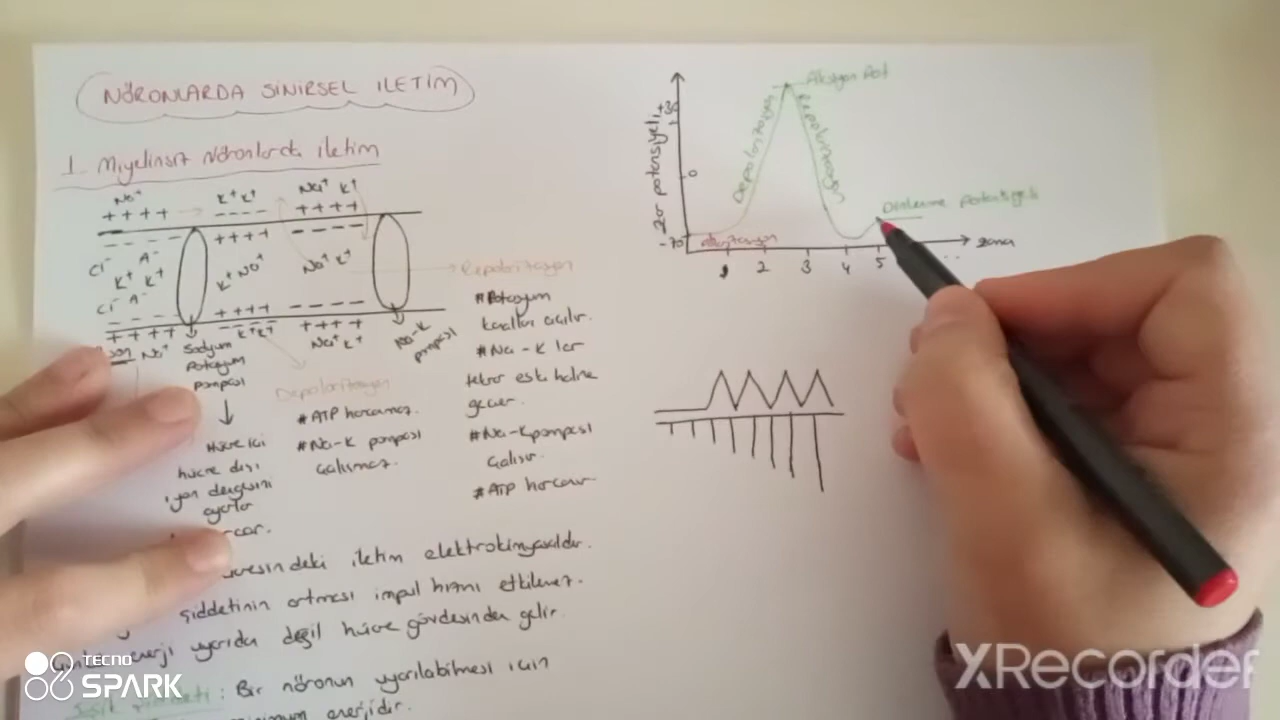 NÖRONLARDA SİNİRSEL İLETİM
1. Miyelinsiz Nöronlarda iletim
Na⁺ K⁺ K⁺ Na⁺ K⁺
++++ ---- ++++
---- ++++ ----
Cl⁻ A⁻
K⁺ K⁺ K⁺ Na⁺ Na⁺ K⁺
Cl⁻ A⁻
---- ++++ ----
++++ ---- ++++
Na⁺ K⁺ K⁺ Na⁺ K⁺
Sodyum
Potasyum
pompası
Hücre içi
hücre dışı
iyon dengesini
ayarlar
Depolarizasyon
#ATP harcamaz.
#Na-K pompası
çalışmaz.
Na-K
pompası
Repolarizasyon
#Potasyum
kanalları açılır.
#Na-K lar
tekrar eski haline
geçer.
#Na-K pompası
çalışır.
#ATP harcanır.
iletim elektrokimyasaldır.
şiddetinin artması impuls hızını etkilemez.
enerji uyarıdan değil hücre gövdesinden gelir.
: Bir nöronun uyarılabilmesi için
enerjidir.
Zar potansiyeli
+30
0
-70
Depolarizasyon
Aksiyon Pot
Repolarizasyon
Dinlenme Potansiyeli
1 2 3 4 5 ..
zaman
TECNO
SPARK
XRecorder